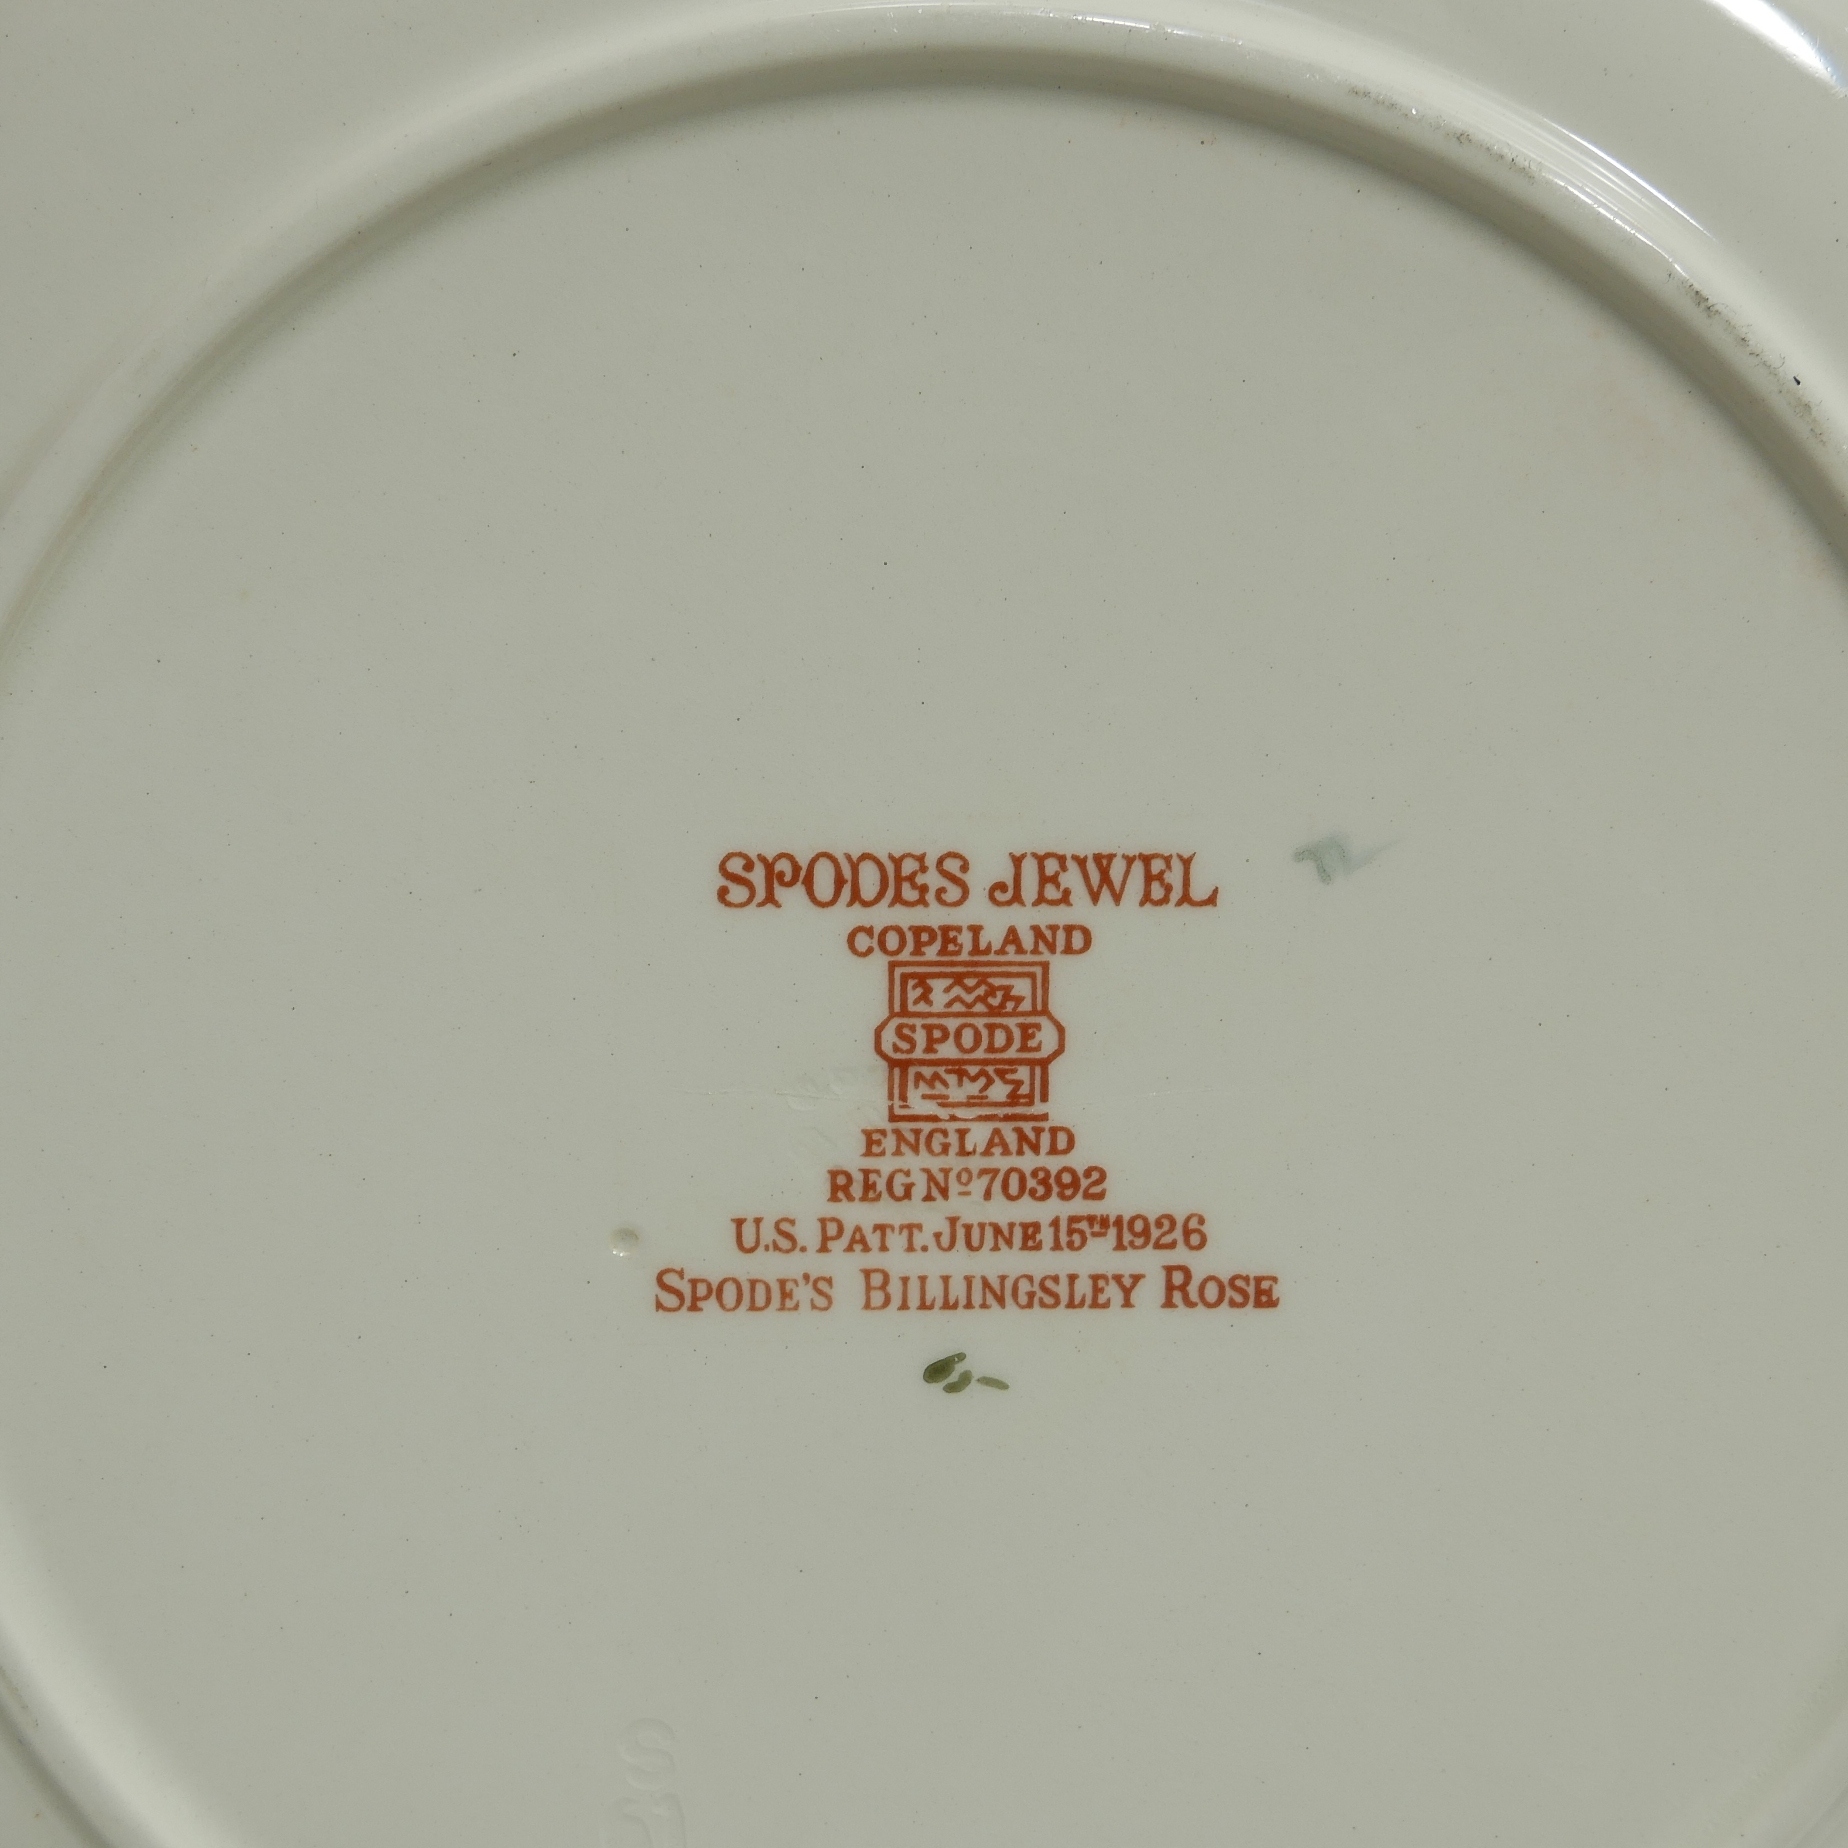 SPODES JEWEL
COPELAND
SPODE
ENGLAND
REG Nº 70392
U.S. PATT. JUNE 15TH 1926
SPODE'S BILLINGSLEY ROSE